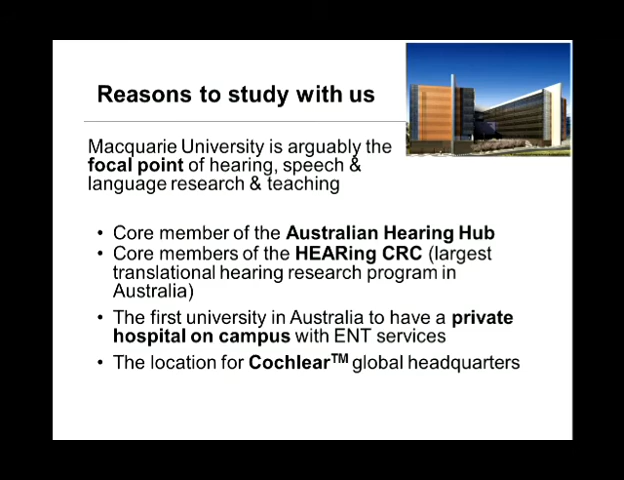 Reasons to study with us
Macquarie University is arguably the
focal point of hearing, speech &
language research & teaching
• Core member of the Australian Hearing Hub
• Core members of the HEARing CRC (largest
translational hearing research program in
Australia)
• The first university in Australia to have a private
hospital on campus with ENT services
• The location for Cochlear™ global headquarters